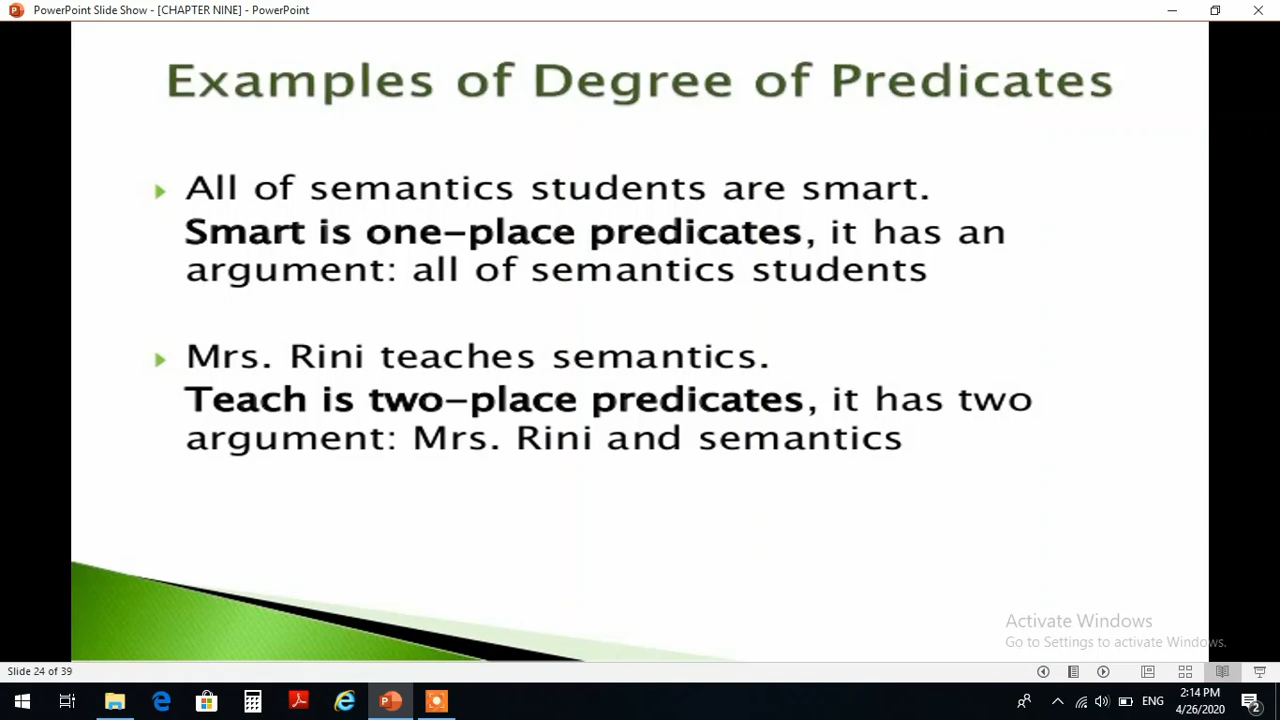 PowerPoint Slide Show - [CHAPTER NINE] - PowerPoint
Examples of Degree of Predicates
All of semantics students are smart.
Smart is one-place predicates, it has an
argument: all of semantics students
Mrs. Rini teaches semantics.
Teach is two-place predicates, it has two
argument: Mrs. Rini and semantics
Activate Windows
Go to Settings to activate Windows.
Slide 24 of 39
ENG
2:14 PM
4/26/2020
2